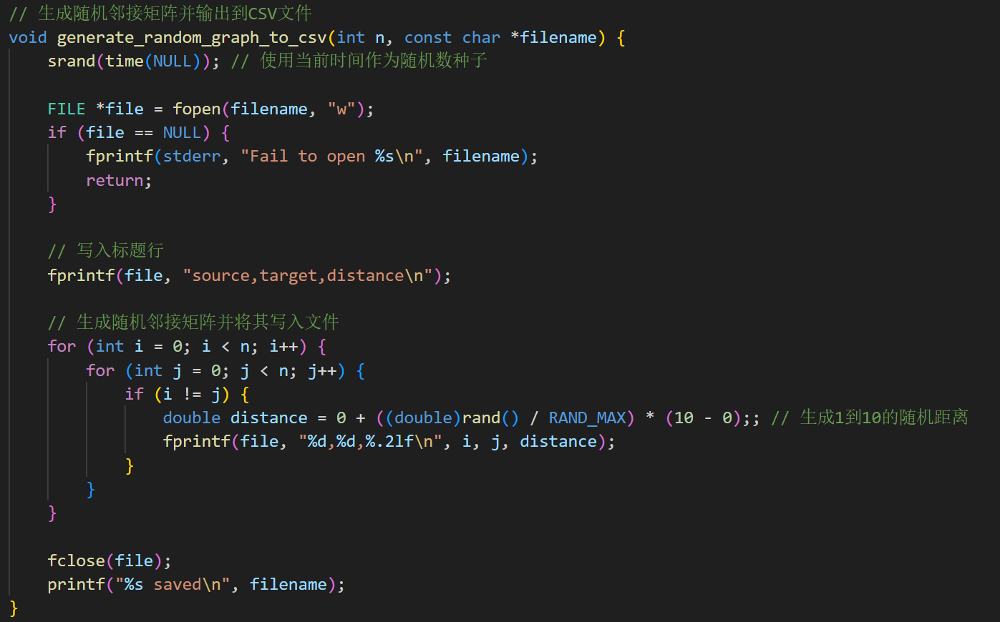 // 生成随机邻接矩阵并输出到CSV文件
void generate_random_graph_to_csv(int n, const char *filename) {
    srand(time(NULL)); // 使用当前时间作为随机数种子

    FILE *file = fopen(filename, "w");
    if (file == NULL) {
        fprintf(stderr, "Fail to open %s\n", filename);
        return;
    }

    // 写入标题行
    fprintf(file, "source,target,distance\n");

    // 生成随机邻接矩阵并将其写入文件
    for (int i = 0; i < n; i++) {
        for (int j = 0; j < n; j++) {
            if (i != j) {
                double distance = 0 + ((double)rand() / RAND_MAX) * (10 - 0);; // 生成1到10的随机距离
                fprintf(file, "%d,%d,%.2lf\n", i, j, distance);
            }
        }
    }

    fclose(file);
    printf("%s saved\n", filename);
}